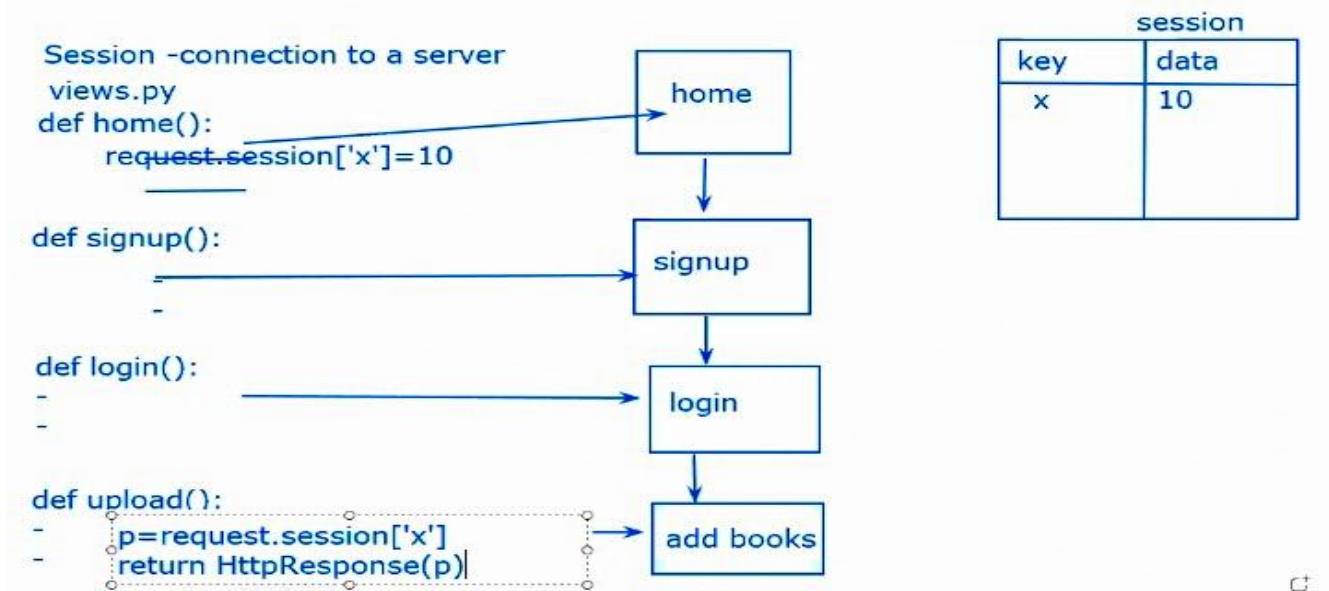 Session -connection to a server
views.py
def home():
request.session['x']=10
def signup():
-
-
def login():
-
-
def upload():
-
-
p=request.session['x']
return HttpResponse(p)
home
signup
login
add books
session
key data
x 10